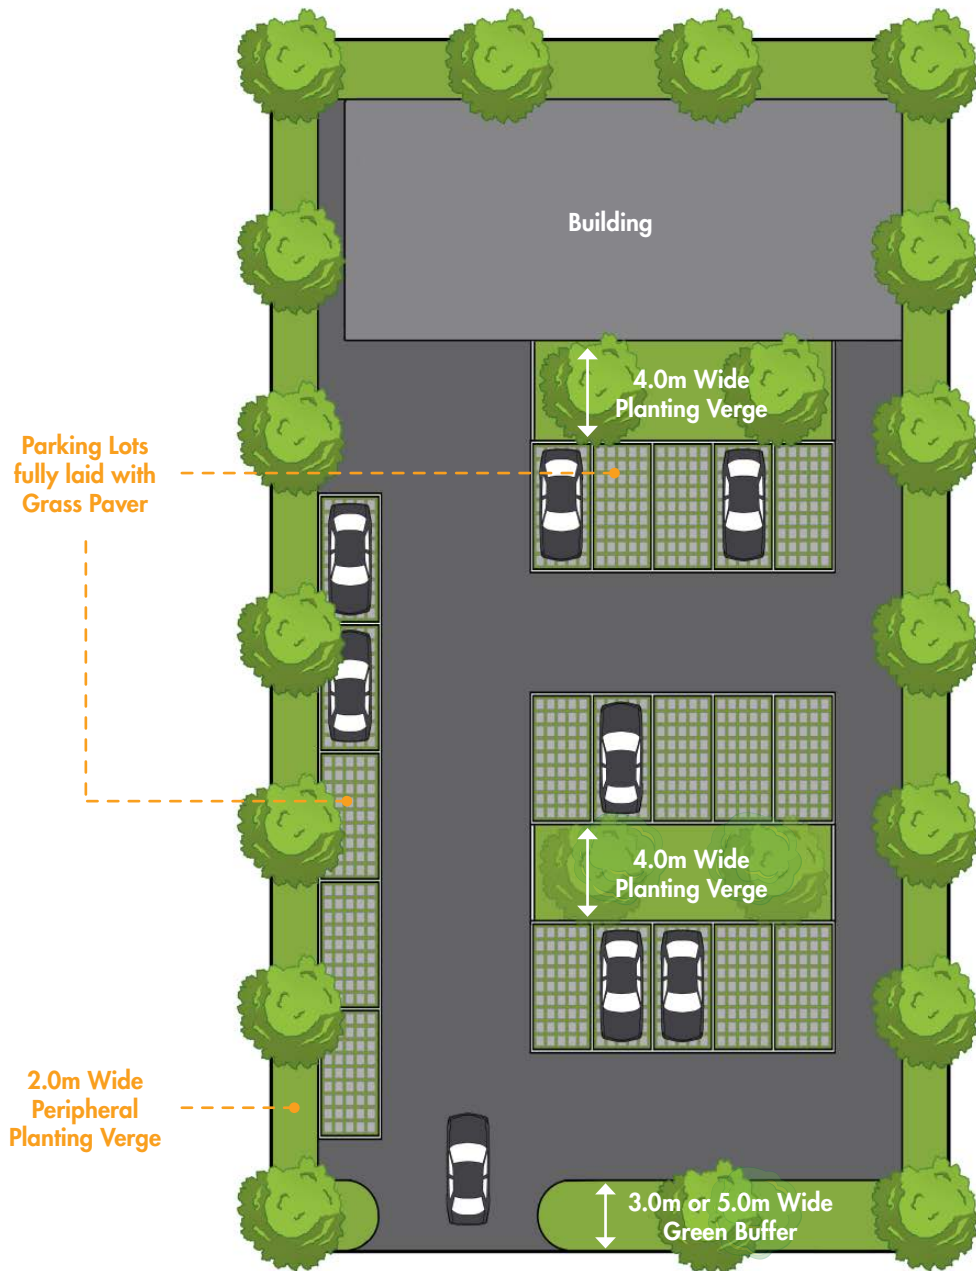 Building
4.0m Wide
Planting Verge
Parking Lots
fully laid with
Grass Paver
4.0m Wide
Planting Verge
2.0m Wide
Peripheral
Planting Verge
3.0m or 5.0m Wide
Green Buffer